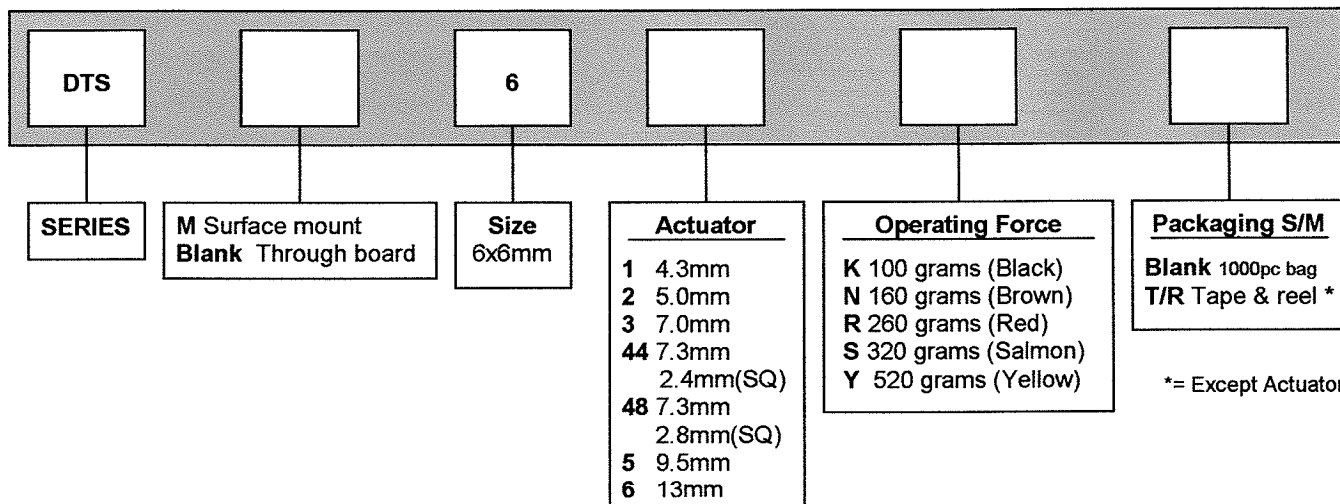 DTS
6
SERIES
M Surface mount
Blank Through board
Size
6x6mm
Actuator
1 4.3mm
2 5.0mm
3 7.0mm
44 7.3mm
2.4mm(SQ)
48 7.3mm
2.8mm(SQ)
5 9.5mm
6 13mm
Operating Force
K 100 grams (Black)
N 160 grams (Brown)
R 260 grams (Red)
S 320 grams (Salmon)
Y 520 grams (Yellow)
Packaging S/M
Blank 1000pc bag
T/R Tape & reel *
*= Except Actuator